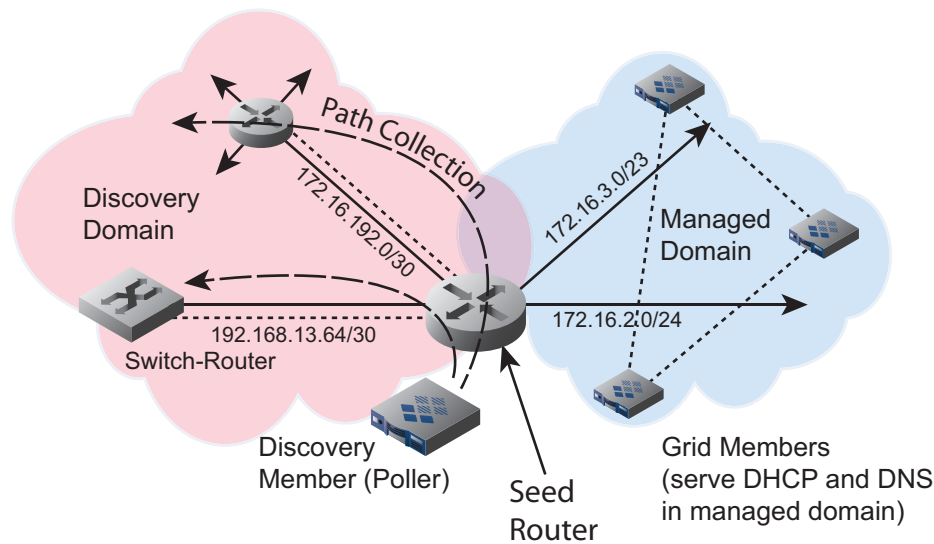 Path Collection
172.16.192.0/30
172.16.3.0/23
Discovery
Domain
Managed
Domain
192.168.13.64/30
172.16.2.0/24
Switch-Router
Discovery
Member (Poller)
Seed
Router
Grid Members
(serve DHCP and DNS
in managed domain)